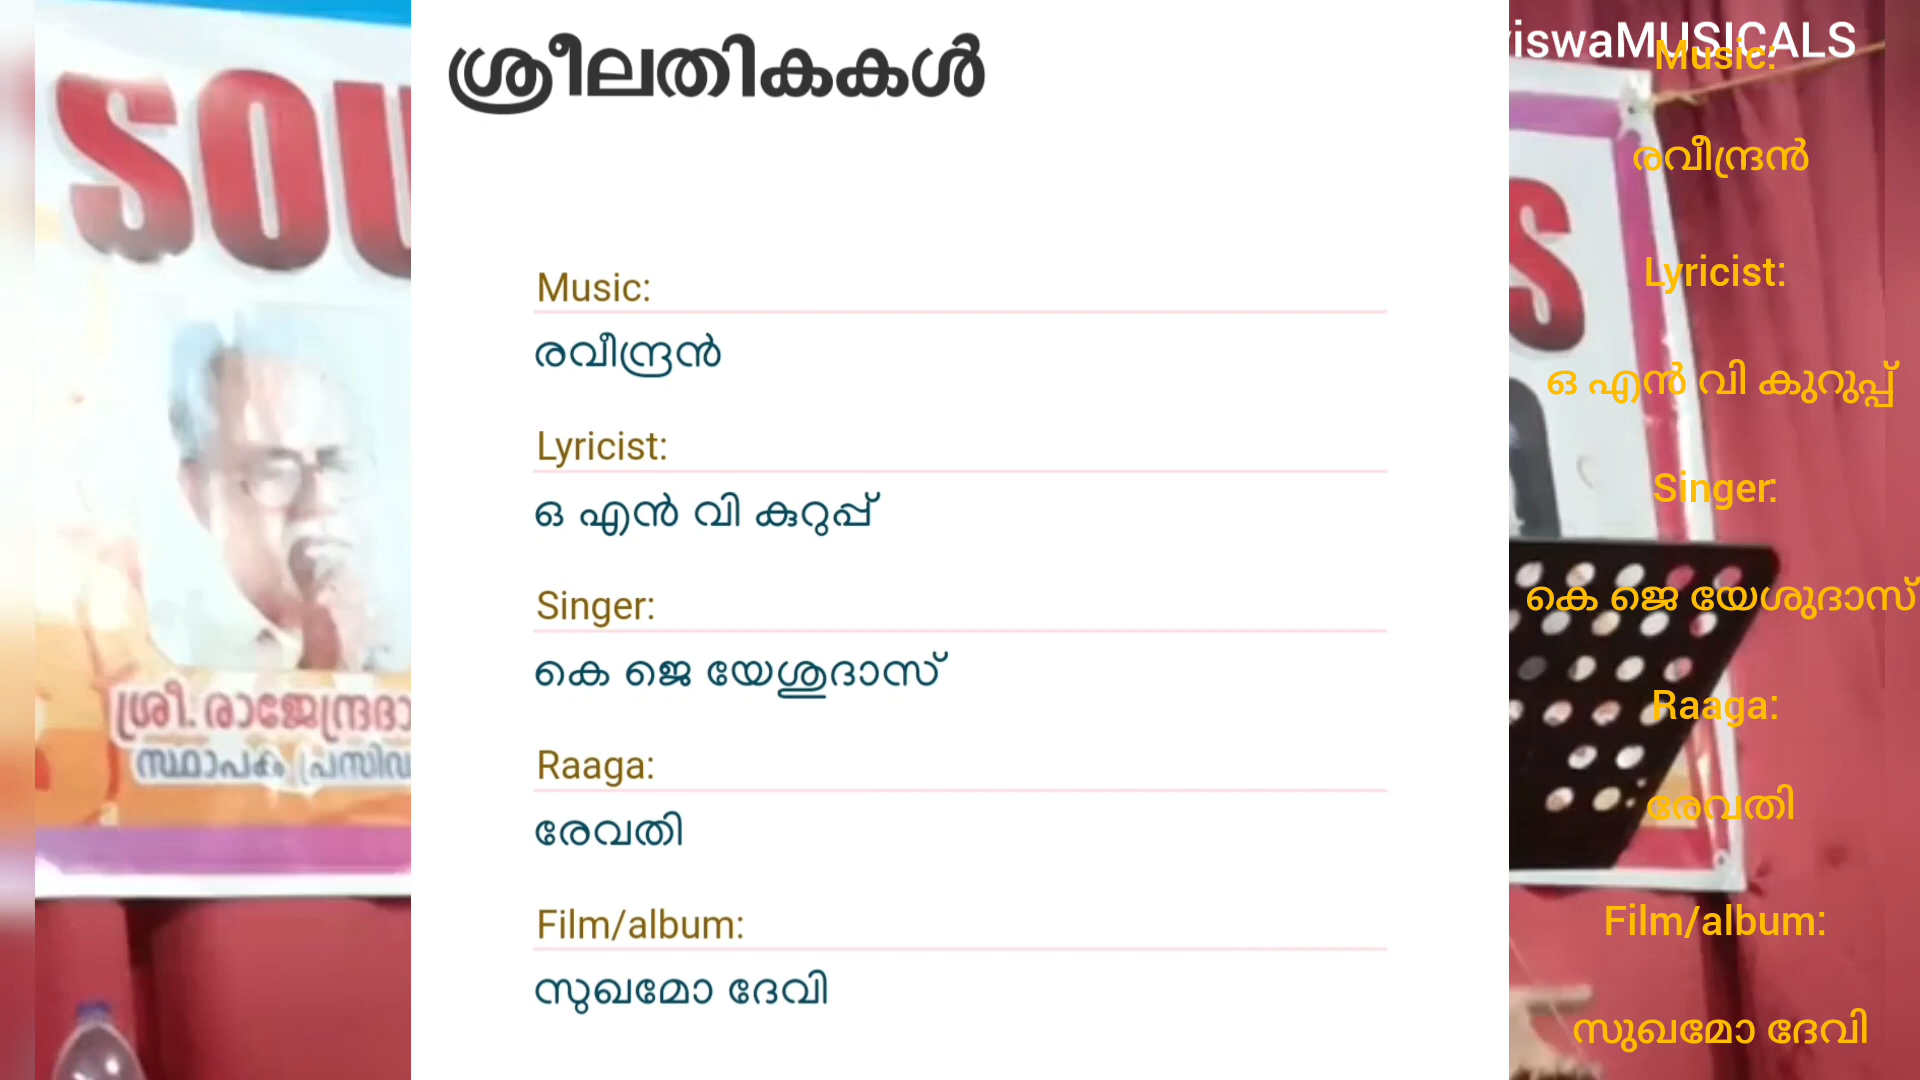 ശ്രീലതികകൾ
Music:
രവീന്ദ്രൻ
Lyricist:
ഒ എൻ വി കുറുപ്പ്
Singer:
കെ ജെ യേശുദാസ്
Raaga:
രേവതി
Film/album:
സുഖമോ ദേവി
ശ്രീ.
MUSICALS
Music:
രവീന്ദ്രൻ
Lyricist:
ഒ എൻ വി കുറുപ്പ്
Singer:
കെ ജെ യേശുദാസ്
Raaga:
രേവതി
Film/album:
സുഖമോ ദേവി